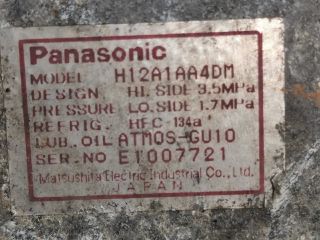 Panasonic
MODEL H12A1AA4DM
DESIGN HI. SIDE 3.5MPa
PRESSURE LO. SIDE 1.7MPa
REFRIG. HFC-134a
LUB. OIL ATMOS-GU10
SER. NO E1007721
Matsushita Electric Industrial Co., Ltd.
JAPAN